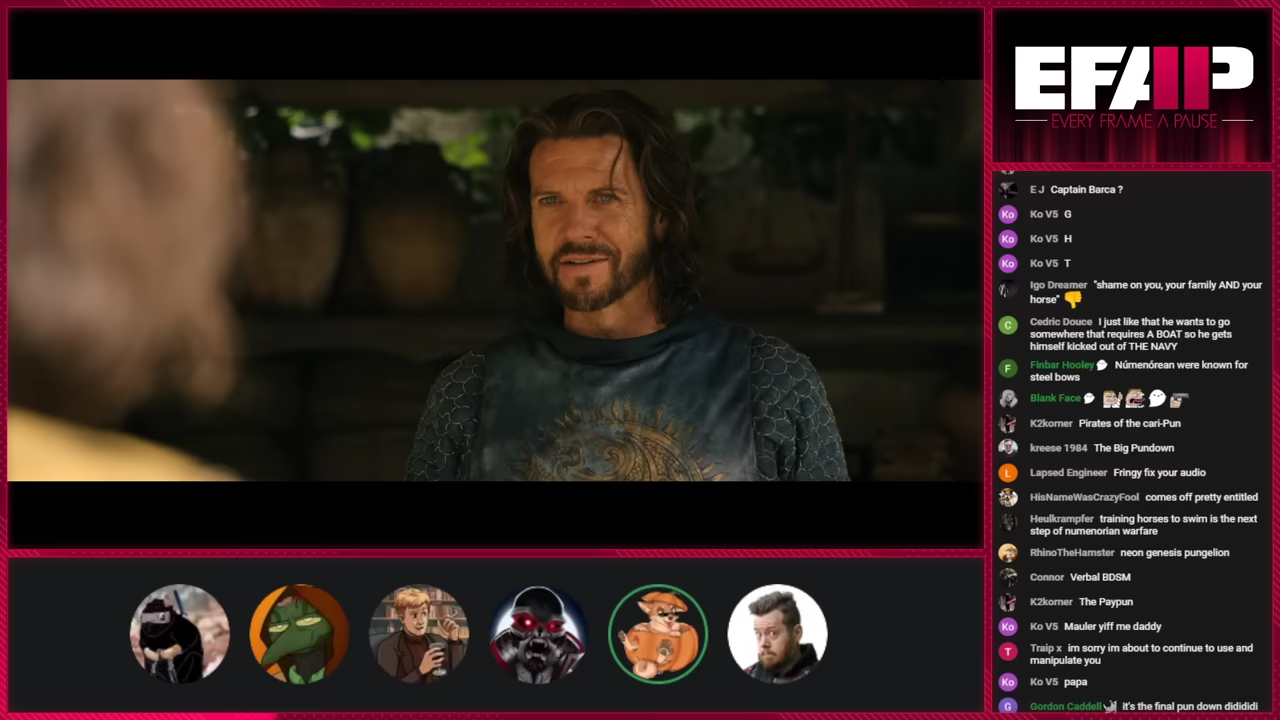 EFAP
EVERY FRAME A PAUSE
E J Captain Barca ?
Ko Ko V5 G
Ko Ko V5 H
Ko Ko V5 T
Igo Dreamer "shame on you, your family AND your
horse" 👎
C Cedric Douce I just like that he wants to go
somewhere that requires A BOAT so he gets
himself kicked out of THE NAVY
F Finbar Hooley Númenórean were known for
steel bows
Blank Face
K2korner Pirates of the cari-Pun
kreese 1984 The Big Pundown
L Lapsed Engineer Fringy fix your audio
HisNameWasCrazyFool comes off pretty entitled
Heulkrampfer training horses to swim is the next
step of numenorian warfare
RhinoTheHamster neon genesis pungelion
Connor Verbal BDSM
K2korner The Paypun
Ko Ko V5 Mauler yiff me daddy
T Traip x im sorry im about to continue to use and
manipulate you
Ko Ko V5 papa
G Gordon Caddell it's the final pun down didididi